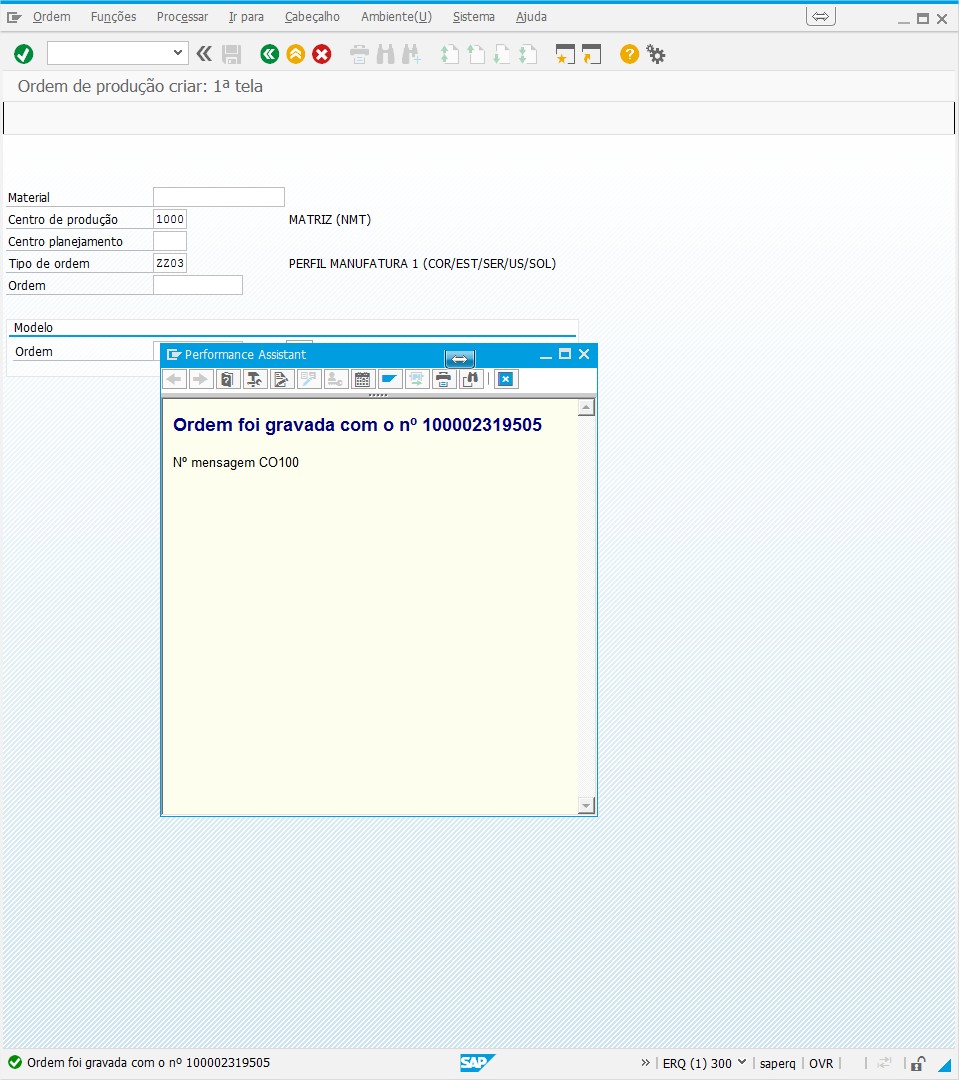 Ordem Funções Processar Ir para Cabeçalho Ambiente(U) Sistema Ajuda
Ordem de produção criar: 1ª tela
Material
Centro de produção 1000 MATRIZ (NMT)
Centro planejamento
Tipo de ordem ZZ03 PERFIL MANUFATURA 1 (COR/EST/SER/US/SOL)
Ordem
Modelo
Ordem
Performance Assistant
Ordem foi gravada com o nº 100002319505
Nº mensagem CO100
Ordem foi gravada com o nº 100002319505 SAP ERQ (1) 300 saperq OVR